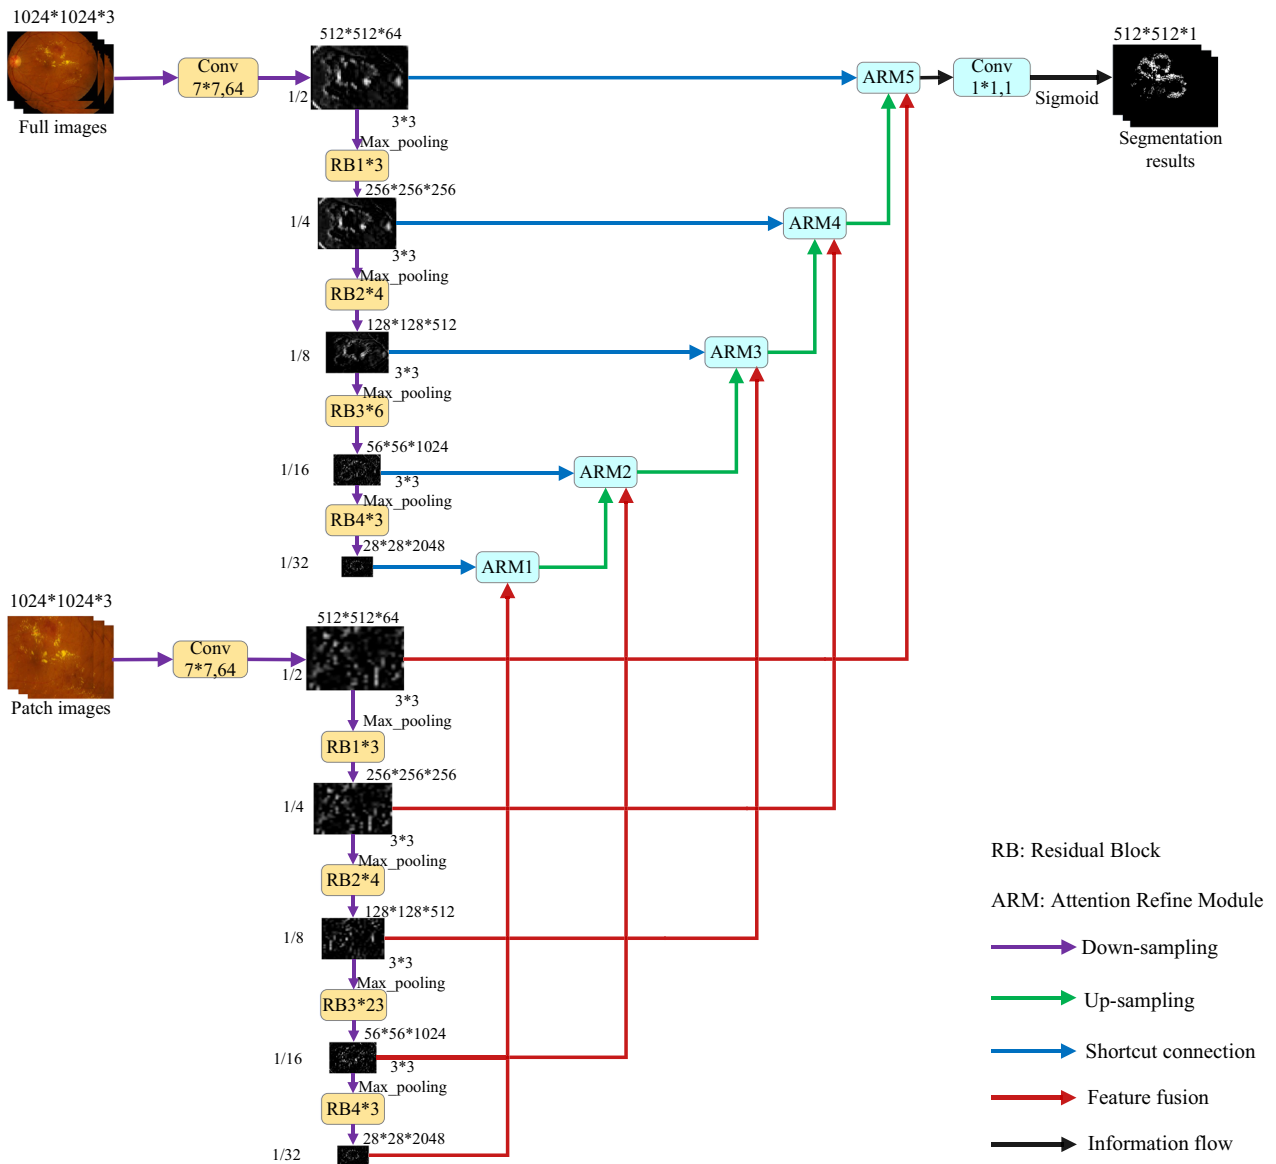 1024*1024*3
Full images
Conv
7*7,64
512*512*64
1/2
ARM5
Conv
1*1,1
Sigmoid
512*512*1
Segmentation
results
3*3
Max_pooling
RB1*3
256*256*256
1/4
ARM4
3*3
Max_pooling
RB2*4
128*128*512
1/8
ARM3
3*3
Max_pooling
RB3*6
56*56*1024
1/16
ARM2
3*3
Max_pooling
RB4*3
28*28*2048
1/32
ARM1
1024*1024*3
Patch images
Conv
7*7,64
512*512*64
1/2
3*3
Max_pooling
RB1*3
256*256*256
1/4
3*3
Max_pooling
RB2*4
128*128*512
1/8
3*3
Max_pooling
RB3*23
56*56*1024
1/16
3*3
Max_pooling
RB4*3
28*28*2048
1/32
RB: Residual Block
ARM: Attention Refine Module
Down-sampling
Up-sampling
Shortcut connection
Feature fusion
Information flow